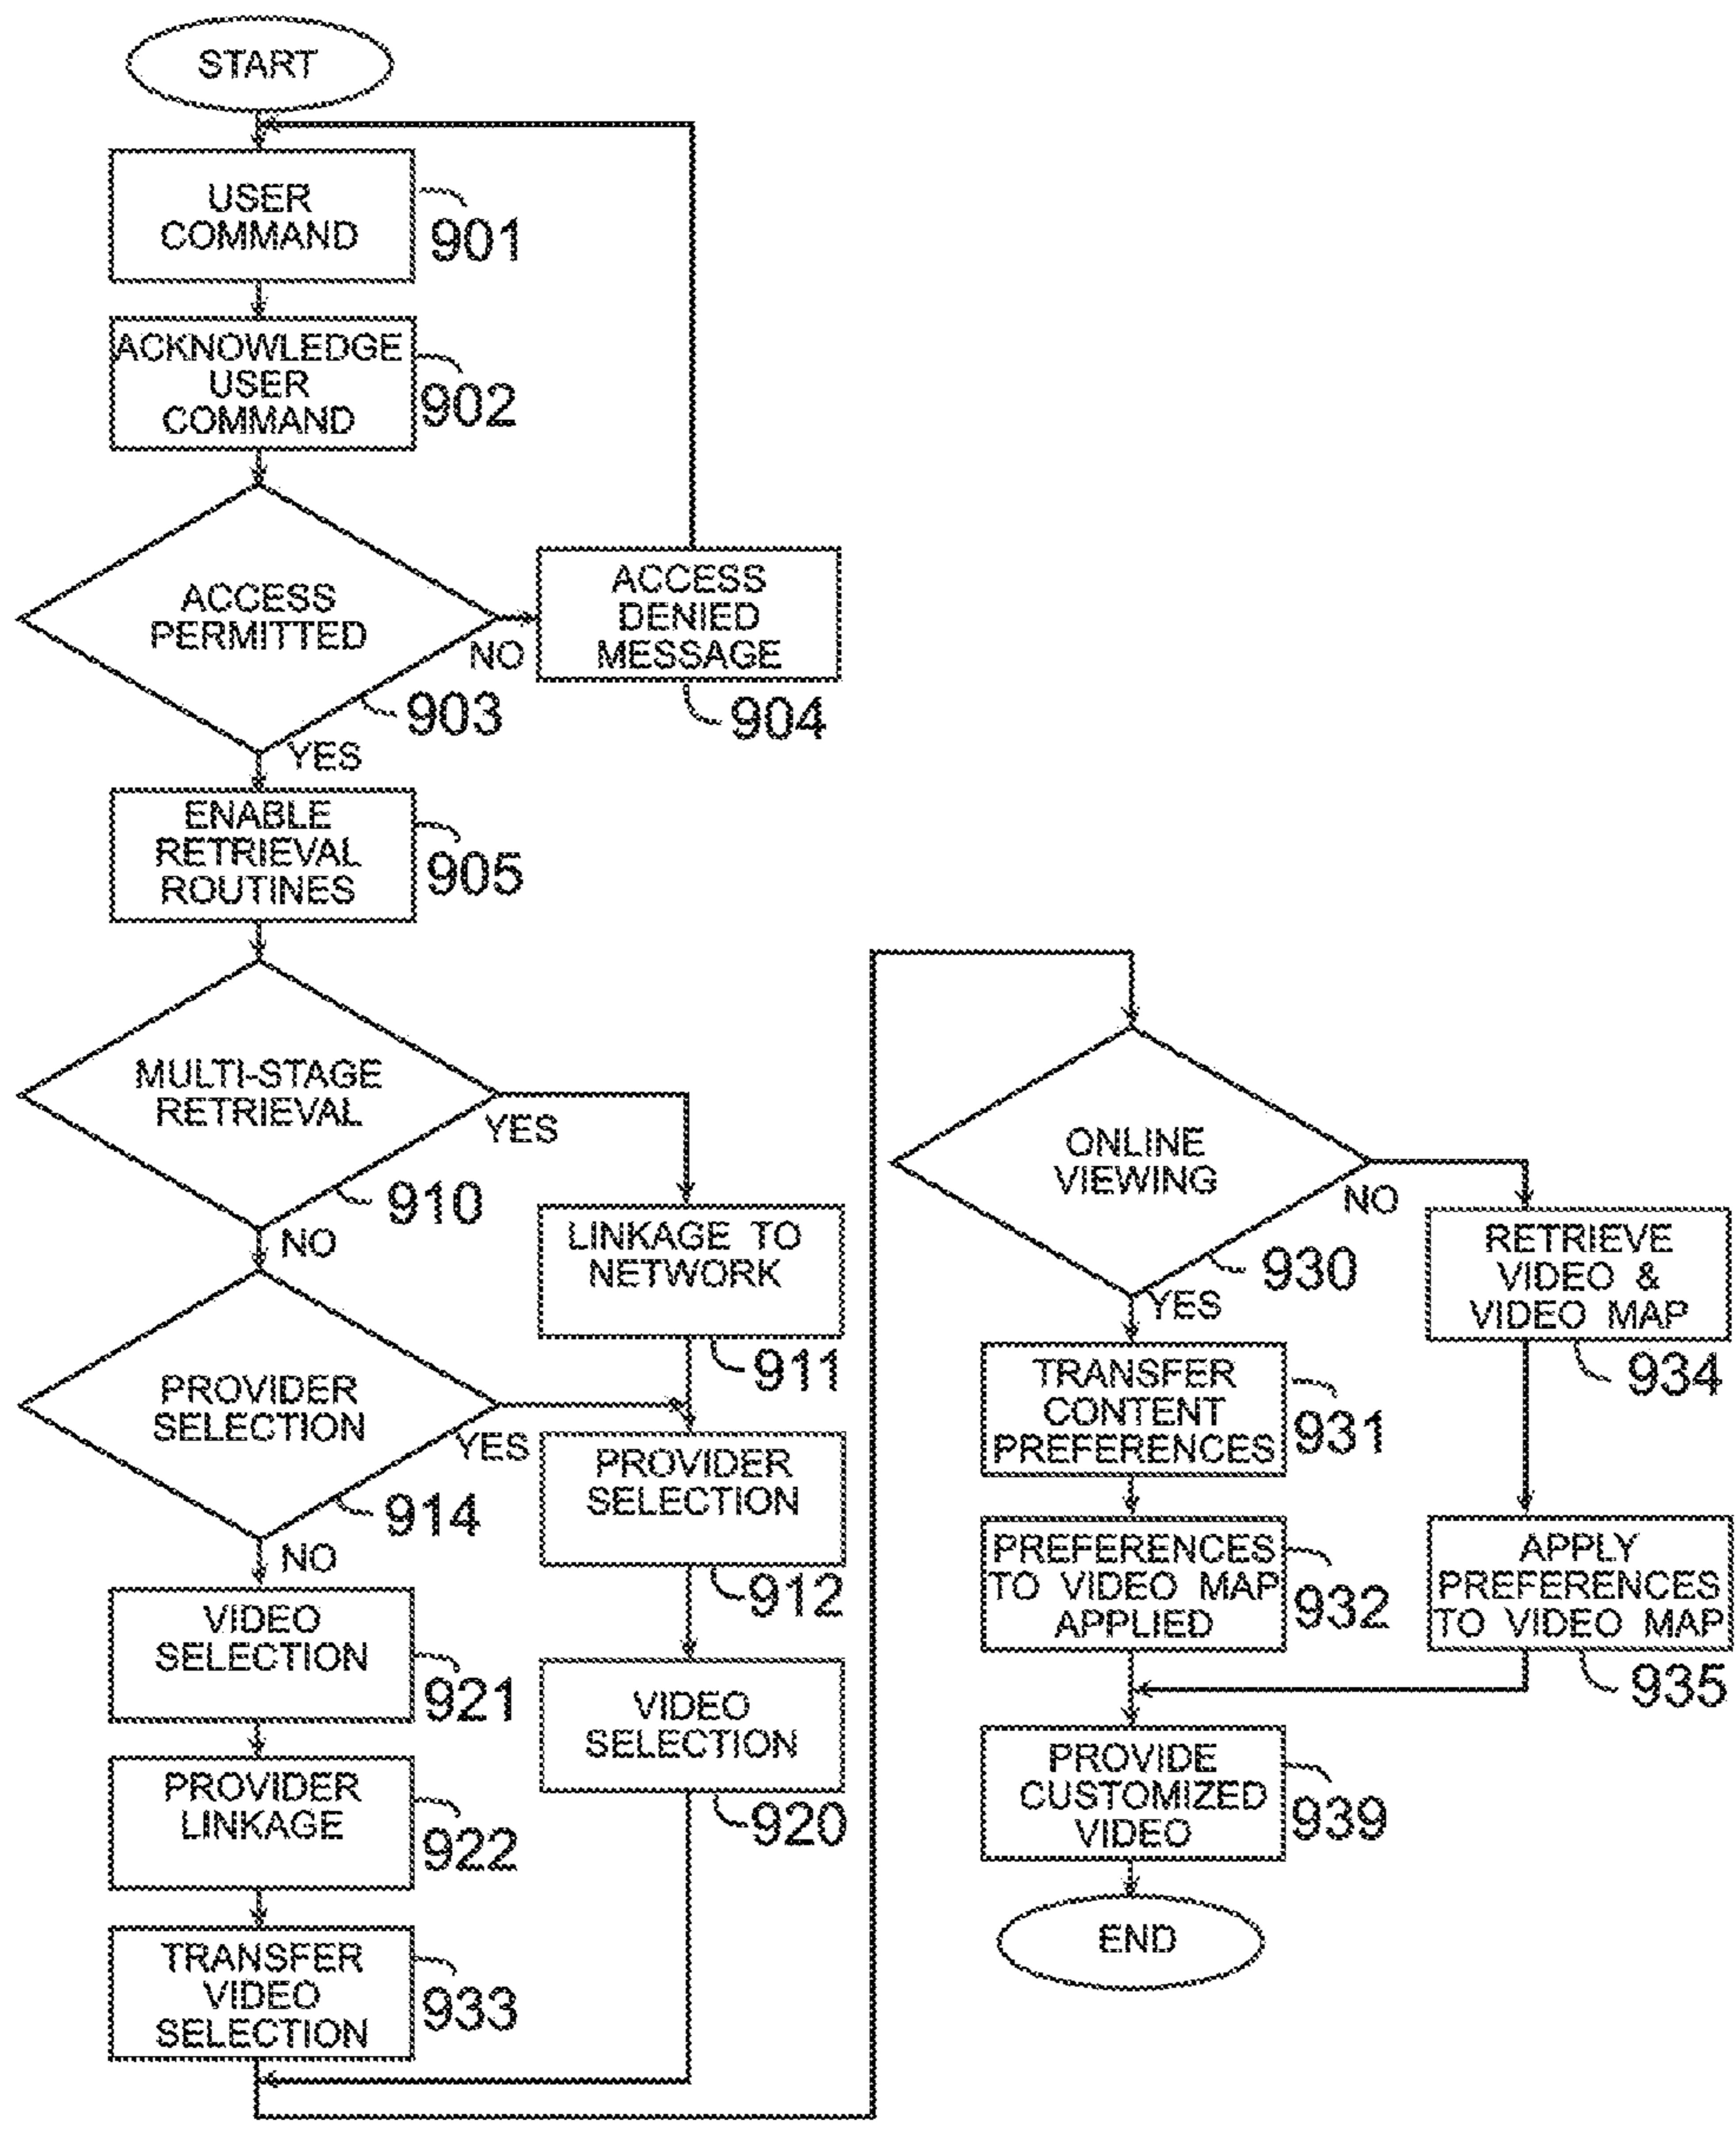 START
USER
COMMAND
901
ACKNOWLEDGE
USER
COMMAND
902
ACCESS
PERMITTED
NO
903
YES
ACCESS
DENIED
MESSAGE
904
ENABLE
RETRIEVAL
ROUTINES
905
MULTI-STAGE
RETRIEVAL
YES
910
NO
LINKAGE TO
NETWORK
911
PROVIDER
SELECTION
YES
914
NO
PROVIDER
SELECTION
912
VIDEO
SELECTION
921
VIDEO
SELECTION
920
PROVIDER
LINKAGE
922
TRANSFER
VIDEO
SELECTION
933
ONLINE
VIEWING
NO
930
YES
RETRIEVE
VIDEO &
VIDEO MAP
934
TRANSFER
CONTENT
PREFERENCES
931
PREFERENCES
TO VIDEO MAP
APPLIED
932
APPLY
PREFERENCES
TO VIDEO MAP
935
PROVIDE
CUSTOMIZED
VIDEO
939
END